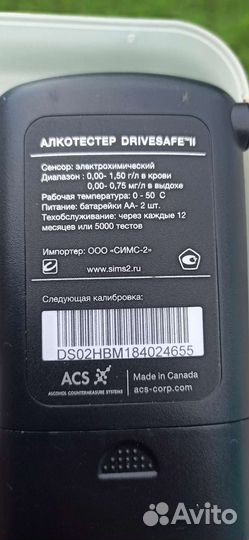 АЛКОТЕСТЕР DRIVESAFE™II
Сенсор: электрохимический
Диапазон : 0,00- 1,50 г/л в крови
0,00- 0,75 мг/л в выдохе
Рабочая температура: 0 - 50 С
Питание: батарейки АА- 2 шт.
Техобслуживание: через каждые 12
месяцев или 5000 тестов
Импортер: ООО «СИМС-2»
www.sims2.ru
Следующая калибровка:
DS02HBM184024655
ACS
ALCOHOL COUNTERMEASURE SYSTEMS
Made in Canada
acs-corp.com
Avito